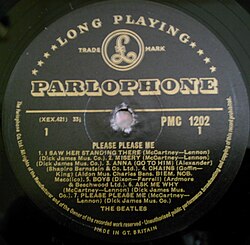 LONG PLAYING
TRADE MARK
PARLOPHONE
(XEX.421) 33⅓
PMC 1202
1
1
PLEASE PLEASE ME
1. I SAW HER STANDING THERE (McCartney—Lennon)
(Dick James Mus. Co.) 2. MISERY (McCartney—Lennon)
(Dick James Mus. Co.) 3. ANNA (GO TO HIM) (Alexander)
(Shapiro Bernstein & Co. Ltd.) 4. CHAINS (Goffin—
King) (Aldon Mus. Charles Bens. BIEM. NCB.
5. BOYS (Dixon—Farrell) (Ardmore
& Beechwood Ltd.) 6. ASK ME WHY
(McCartney—Lennon) (Dick James Mus.
Co.) 7. PLEASE PLEASE ME (McCartney—
Lennon) (Dick James Mus. Co.)
THE BEATLES
MADE IN GT. BRITAIN